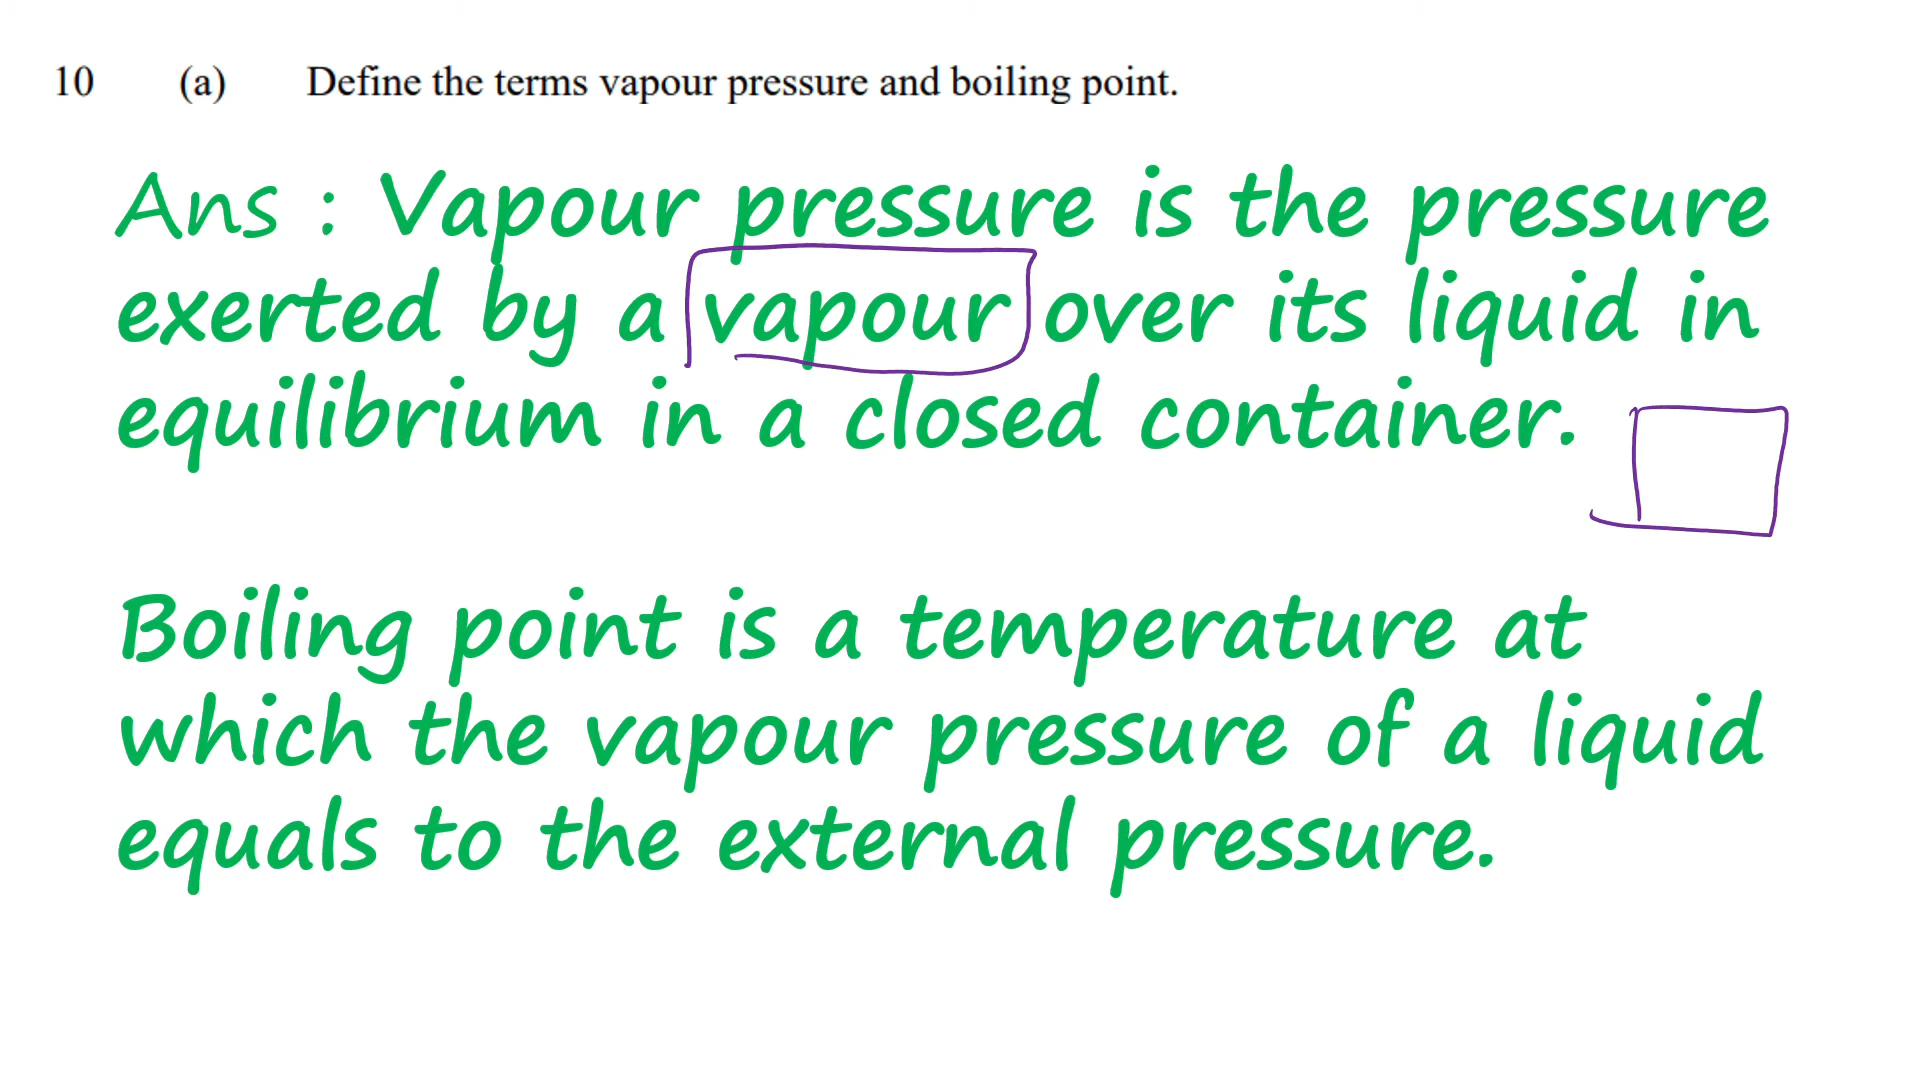 10 (a) Define the terms vapour pressure and boiling point.
Ans : Vapour pressure is the pressure
exerted by a vapour over its liquid in
equilibrium in a closed container.
Boiling point is a temperature at
which the vapour pressure of a liquid
equals to the external pressure.